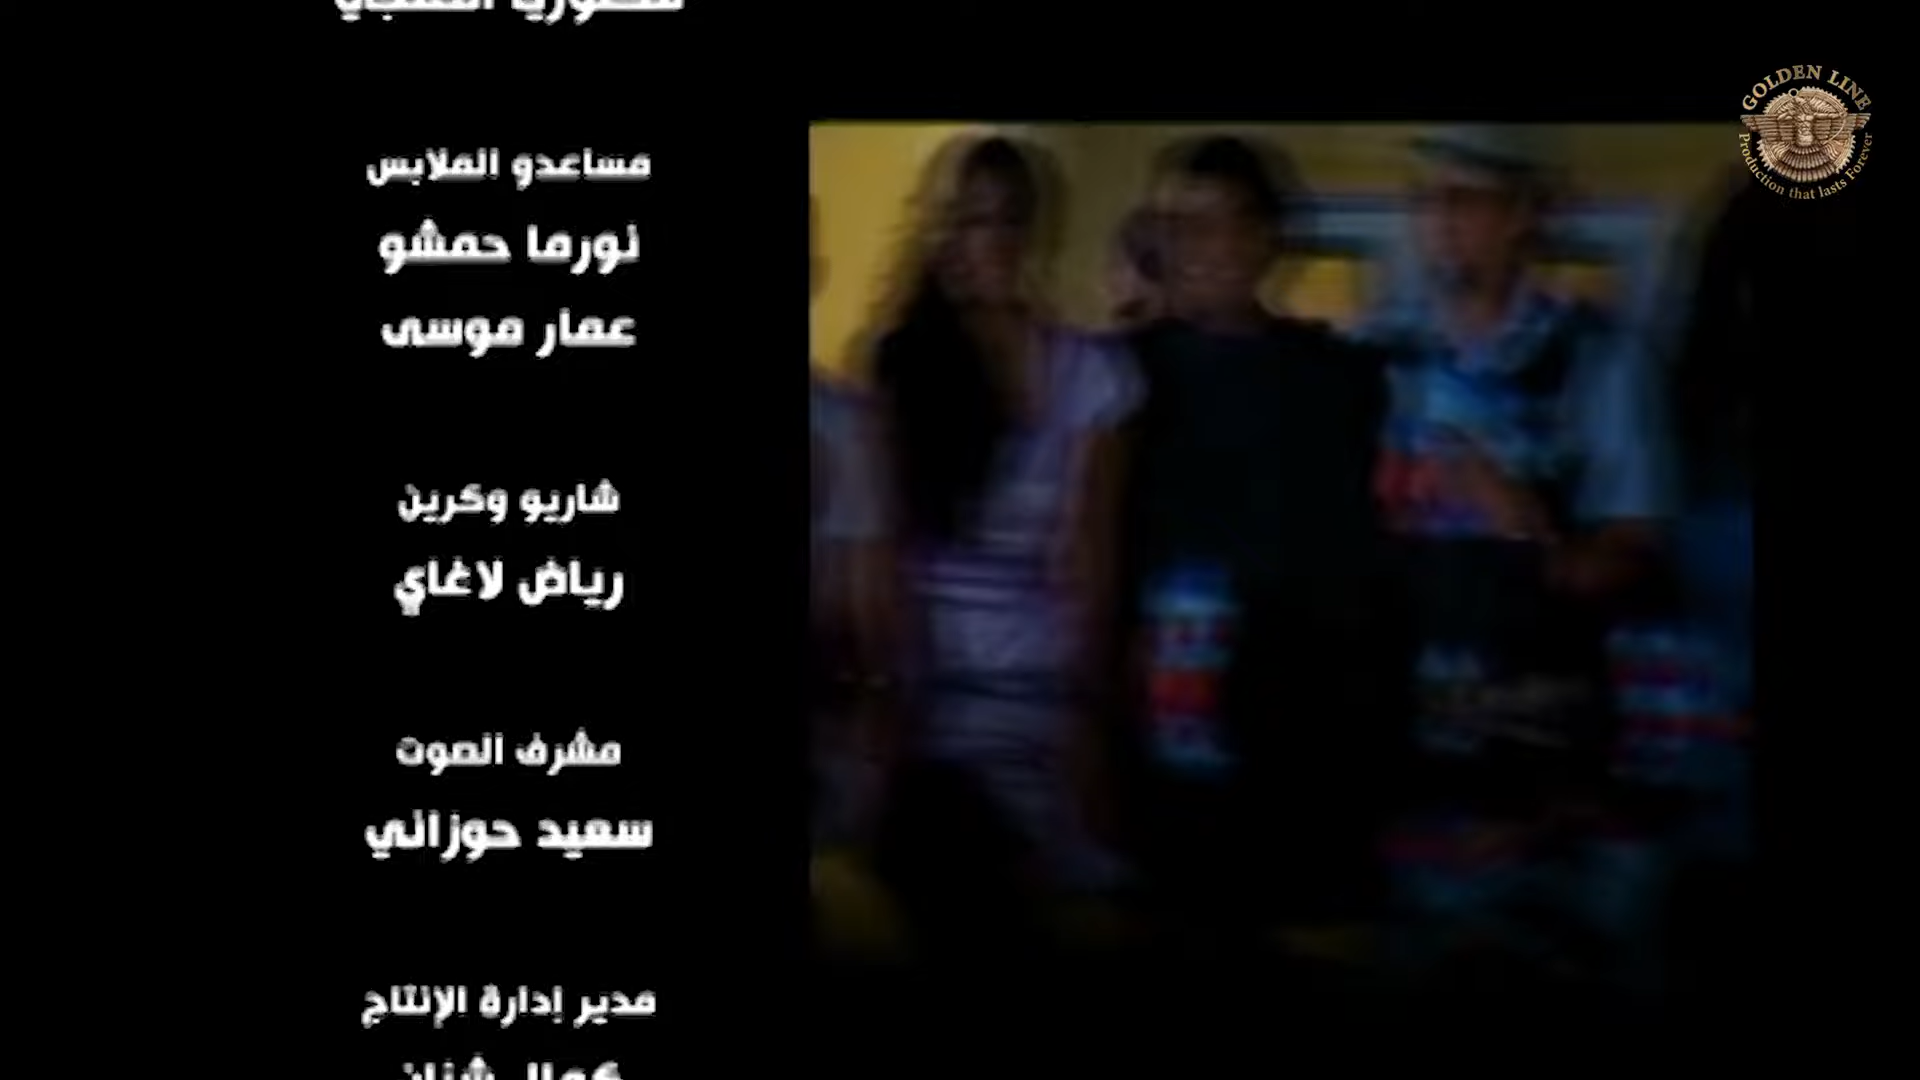 مساعدو الملابس
نورما حمشو
عمار موسى
شاريو وكرين
رياض لاغاي
مشرف الصوت
سعيد حوزاني
مدير إدارة الإنتاج
GOLDEN LINE
Production that lasts Forever